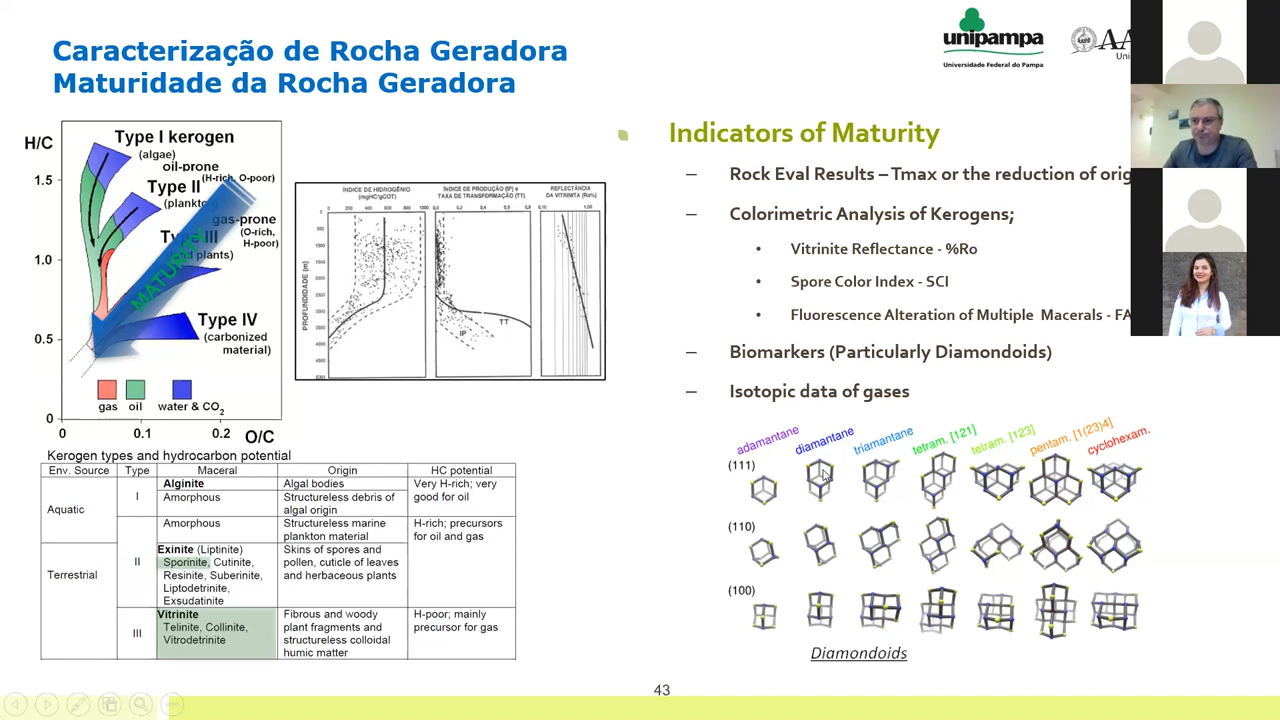 Caracterização de Rocha Geradora
Maturidade da Rocha Geradora
unipampa
Universidade Federal do Pampa
H/C
1.5
1.0
0.5
0
0
0.1
0.2
O/C
Type I kerogen
(algae)
oil-prone
(H-rich, O-poor)
Type II
(plankton
gas-prone
(O-rich,
H-poor)
Type III
plants)
MATURITY
Type IV
(carbonized
material)
gas
oil
water & CO2
ÍNDICE DE HIDROGÊNIO
(mgHC/gCOT)
ÍNDICE DE PRODUÇÃO (IP) e
TAXA DE TRANSFORMAÇÃO (TT)
REFLECTÂNCIA
DA VITRINITA (Ro%)
PROFUNDIDADE (m)
TT
IP
Kerogen types and hydrocarbon potential
Env. Source Type Maceral Origin HC potential
Aquatic
I
Alginite
Algal bodies
Very H-rich; very
good for oil
Amorphous
Structureless debris of
algal origin
Amorphous
Structureless marine
plankton material
H-rich; precursors
for oil and gas
Terrestrial
II
Exinite (Liptinite)
Sporinite, Cutinite,
Resinite, Suberinite,
Liptodetrinite,
Exsudatinite
Skins of spores and
pollen, cuticle of leaves
and herbaceous plants
III
Vitrinite
Telinite, Collinite,
Vitrodetrinite
Fibrous and woody
plant fragments and
structureless colloidal
humic matter
H-poor; mainly
precursor for gas
Indicators of Maturity
– Rock Eval Results – Tmax or the reduction of orig
– Colorimetric Analysis of Kerogens;
• Vitrinite Reflectance - %Ro
• Spore Color Index - SCI
• Fluorescence Alteration of Multiple Macerals - FA
– Biomarkers (Particularly Diamondoids)
– Isotopic data of gases
adamantane
diamantane
triamantane
tetram. [121]
tetram. [123]
pentam. [1(23)4]
cyclohexam.
(111)
(110)
(100)
Diamondoids
43